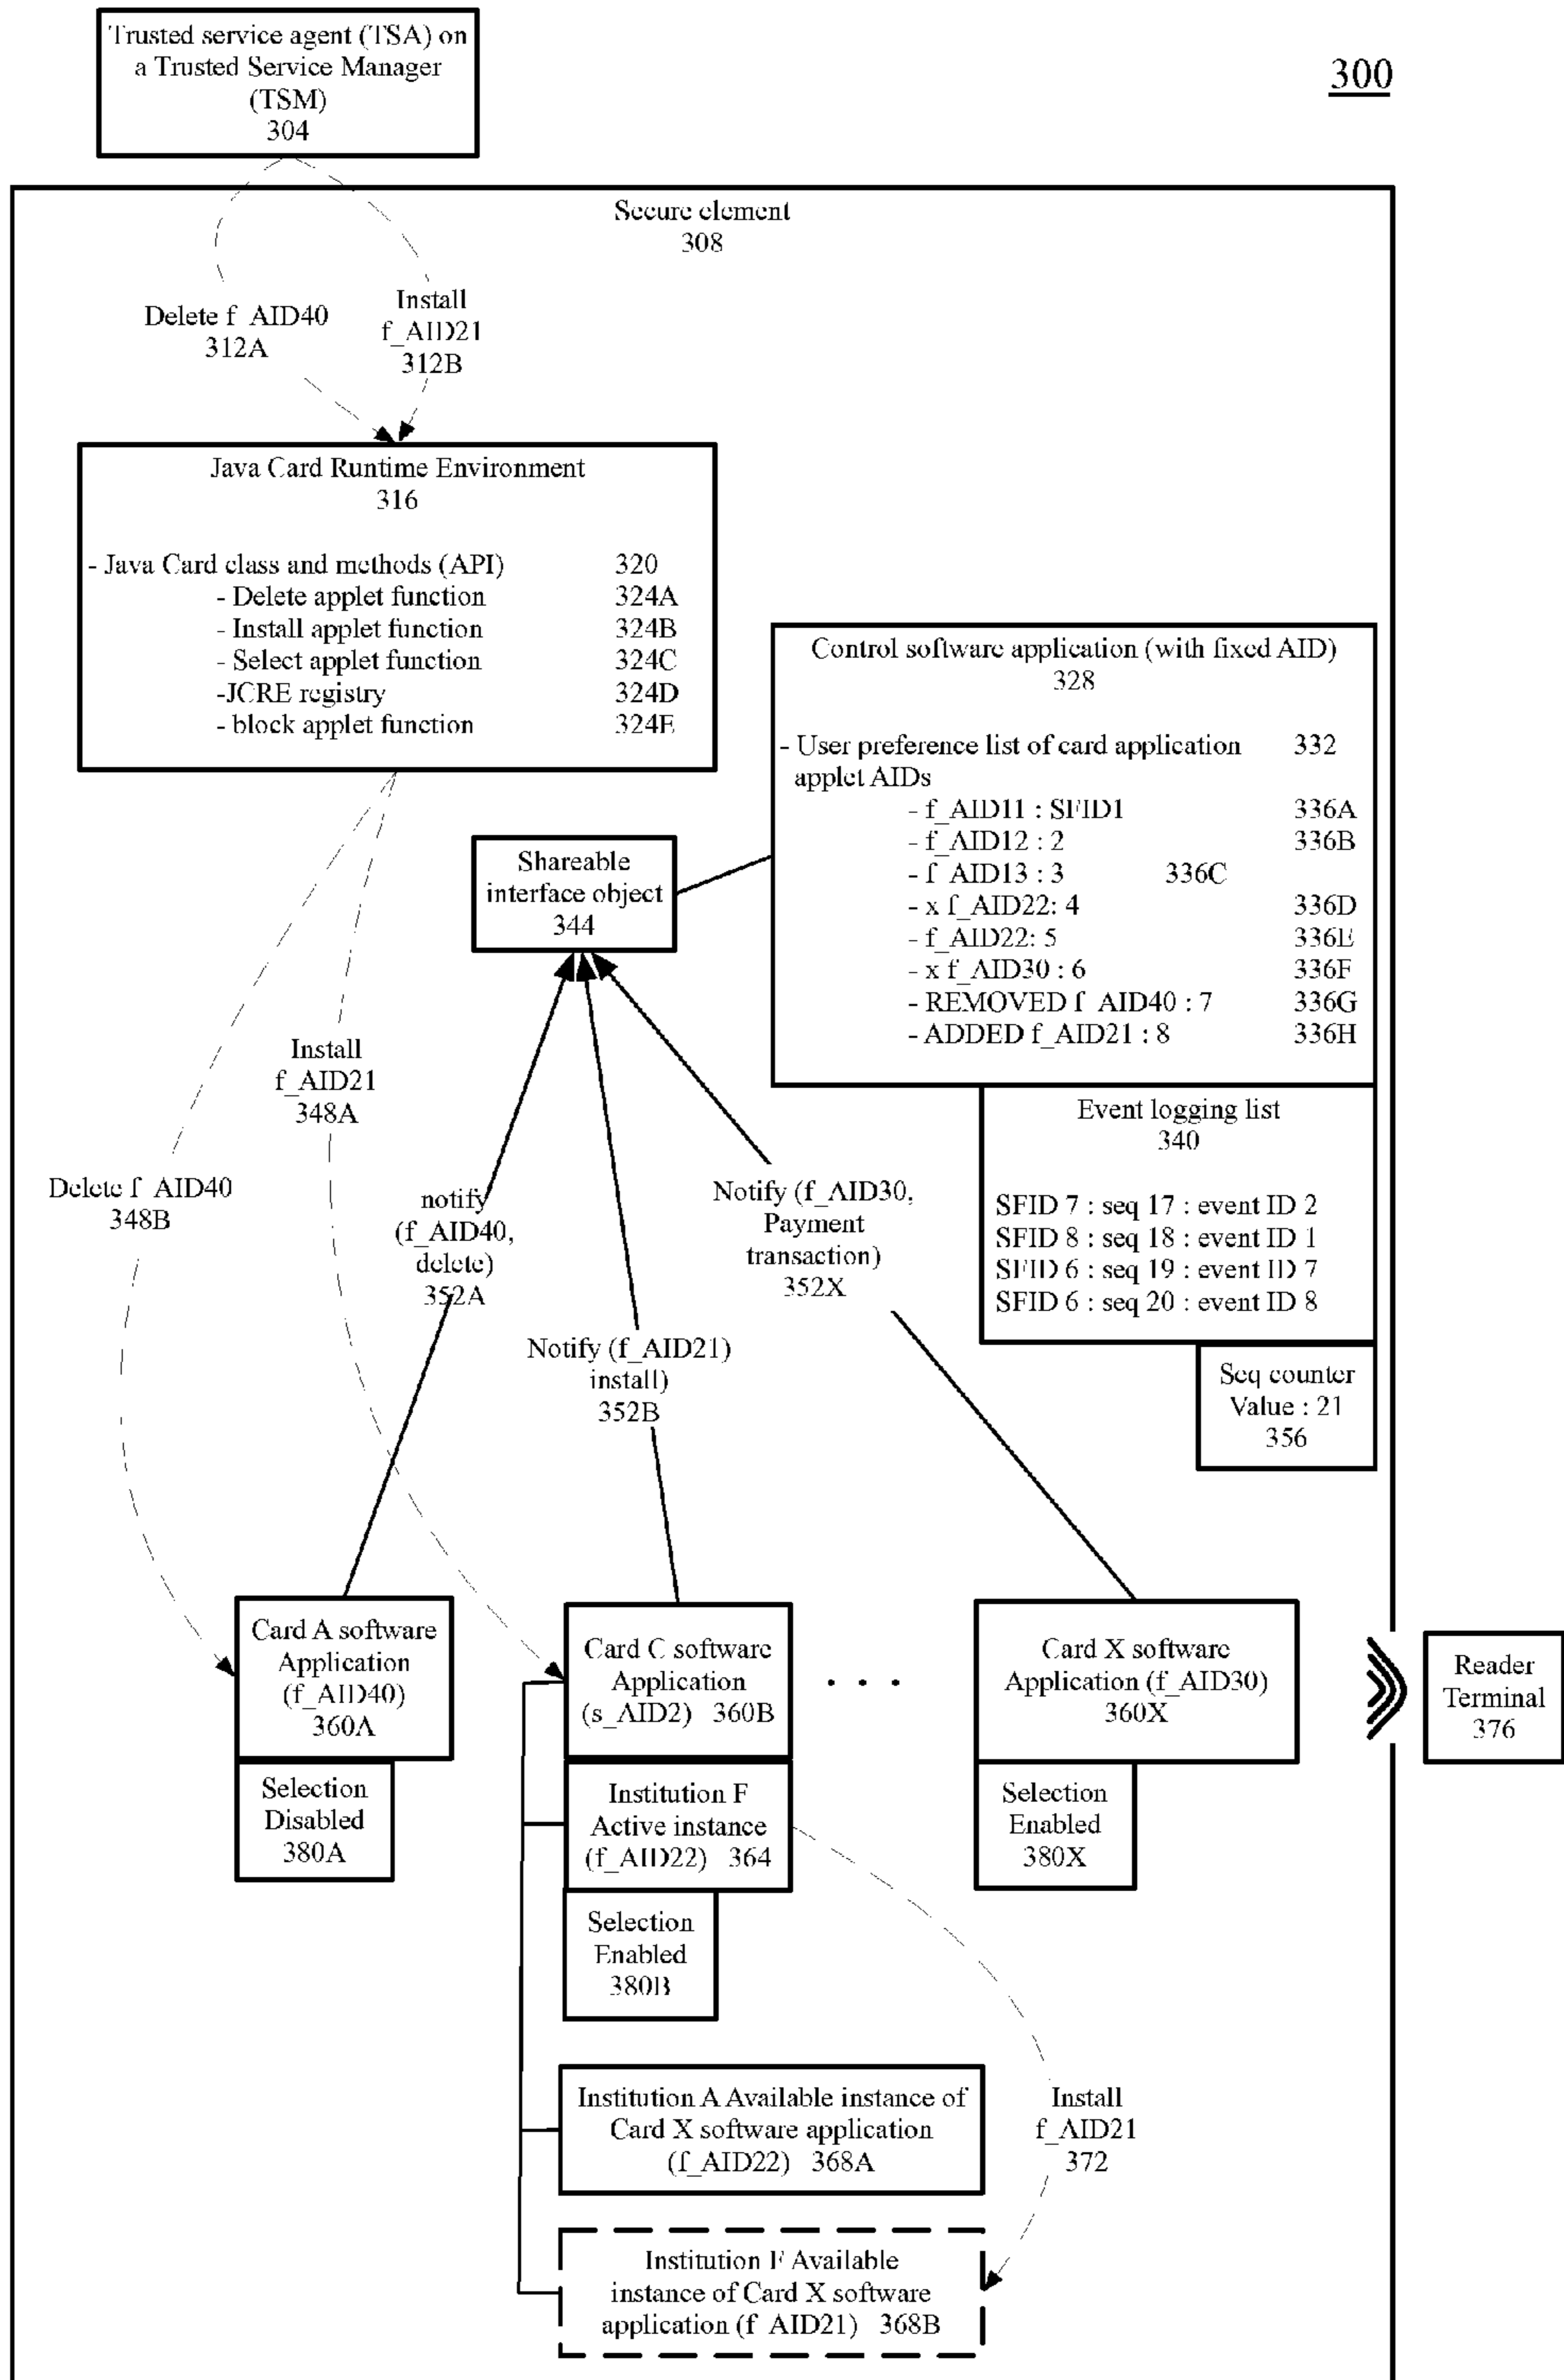 Trusted service agent (TSA) on
a Trusted Service Manager
(TSM)
304
300
Secure element
308
Delete f_AID40
312A
Install
f_AID21
312B
Java Card Runtime Environment
316
- Java Card class and methods (API) 320
- Delete applet function 324A
- Install applet function 324B
- Select applet function 324C
-JCRE registry 324D
- block applet function 324E
Control software application (with fixed AID)
328
- User preference list of card application 332
applet AIDs
- f_AID11 : SFID1 336A
- f_AID12 : 2 336B
- f_AID13 : 3 336C
- x f_AID22: 4 336D
- f_AID22: 5 336E
- x f_AID30 : 6 336F
- REMOVED f_AID40 : 7 336G
- ADDED f_AID21 : 8 336H
Shareable
interface object
344
Event logging list
340
SFID 7 : seq 17 : event ID 2
SFID 8 : seq 18 : event ID 1
SFID 6 : seq 19 : event ID 7
SFID 6 : seq 20 : event ID 8
Seq counter
Value : 21
356
Install
f_AID21
348A
Delete f_AID40
348B
notify
(f_AID40,
delete)
352A
Notify (f_AID21)
install)
352B
Notify (f_AID30,
Payment
transaction)
352X
Card A software
Application
(f_AID40)
360A
Selection
Disabled
380A
Card C software
Application
(s_AID2) 360B
Institution F
Active instance
(f_AID22) 364
Selection
Enabled
380B
. . .
Card X software
Application (f_AID30)
360X
Selection
Enabled
380X
Reader
Terminal
376
Institution A Available instance of
Card X software application
(f_AID22) 368A
Install
f_AID21
372
Institution F Available
instance of Card X software
application (f_AID21) 368B